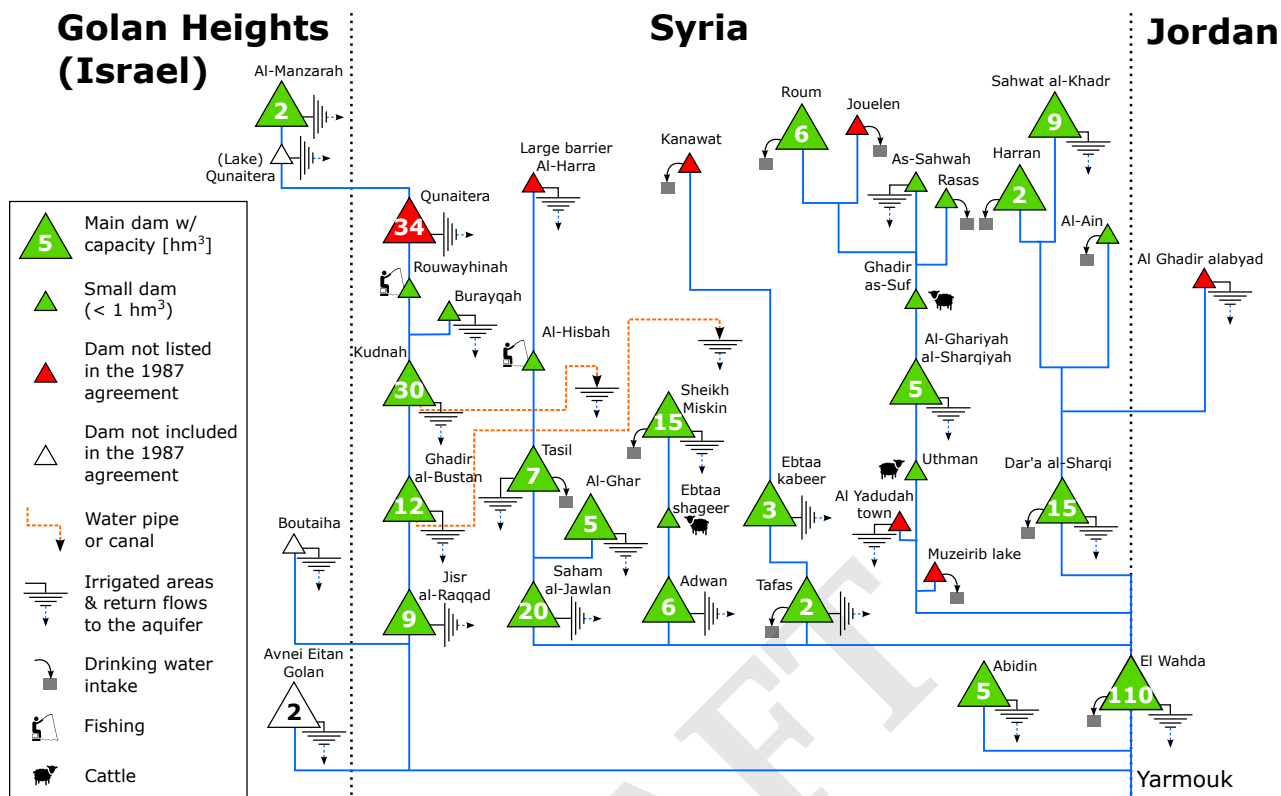 Golan Heights
(Israel)
Syria
Jordan
Al-Manzarah
2
(Lake)
Qunaitera
Qunaitera
34
Rouwayhinah
Burayqah
Kudnah
30
Ghadir
al-Bustan
12
Boutaiha
Jisr
al-Raqqad
9
Avnei Eitan
Golan
2
Large barrier
Al-Harra
Al-Hisbah
Tasil
7
Al-Ghar
5
Saham
al-Jawlan
20
Sheikh
Miskin
15
Ebtaa
shageer
Adwan
6
Kanawat
Ebtaa
kabeer
3
Tafas
2
Roum
6
Jouelen
As-Sahwah
Rasas
Ghadir
as-Suf
Al-Ghariyah
al-Sharqiyah
5
Uthman
Al Yadudah
town
Muzeirib lake
Sahwat al-Khadr
9
Harran
2
Al-Ain
Al Ghadir alabyad
Dar'a al-Sharqi
15
Abidin
5
El Wahda
110
Yarmouk
5
Main dam w/
capacity [hm³]
Small dam
(< 1 hm³)
Dam not listed
in the 1987
agreement
Dam not included
in the 1987
agreement
Water pipe
or canal
Irrigated areas
& return flows
to the aquifer
Drinking water
intake
Fishing
Cattle